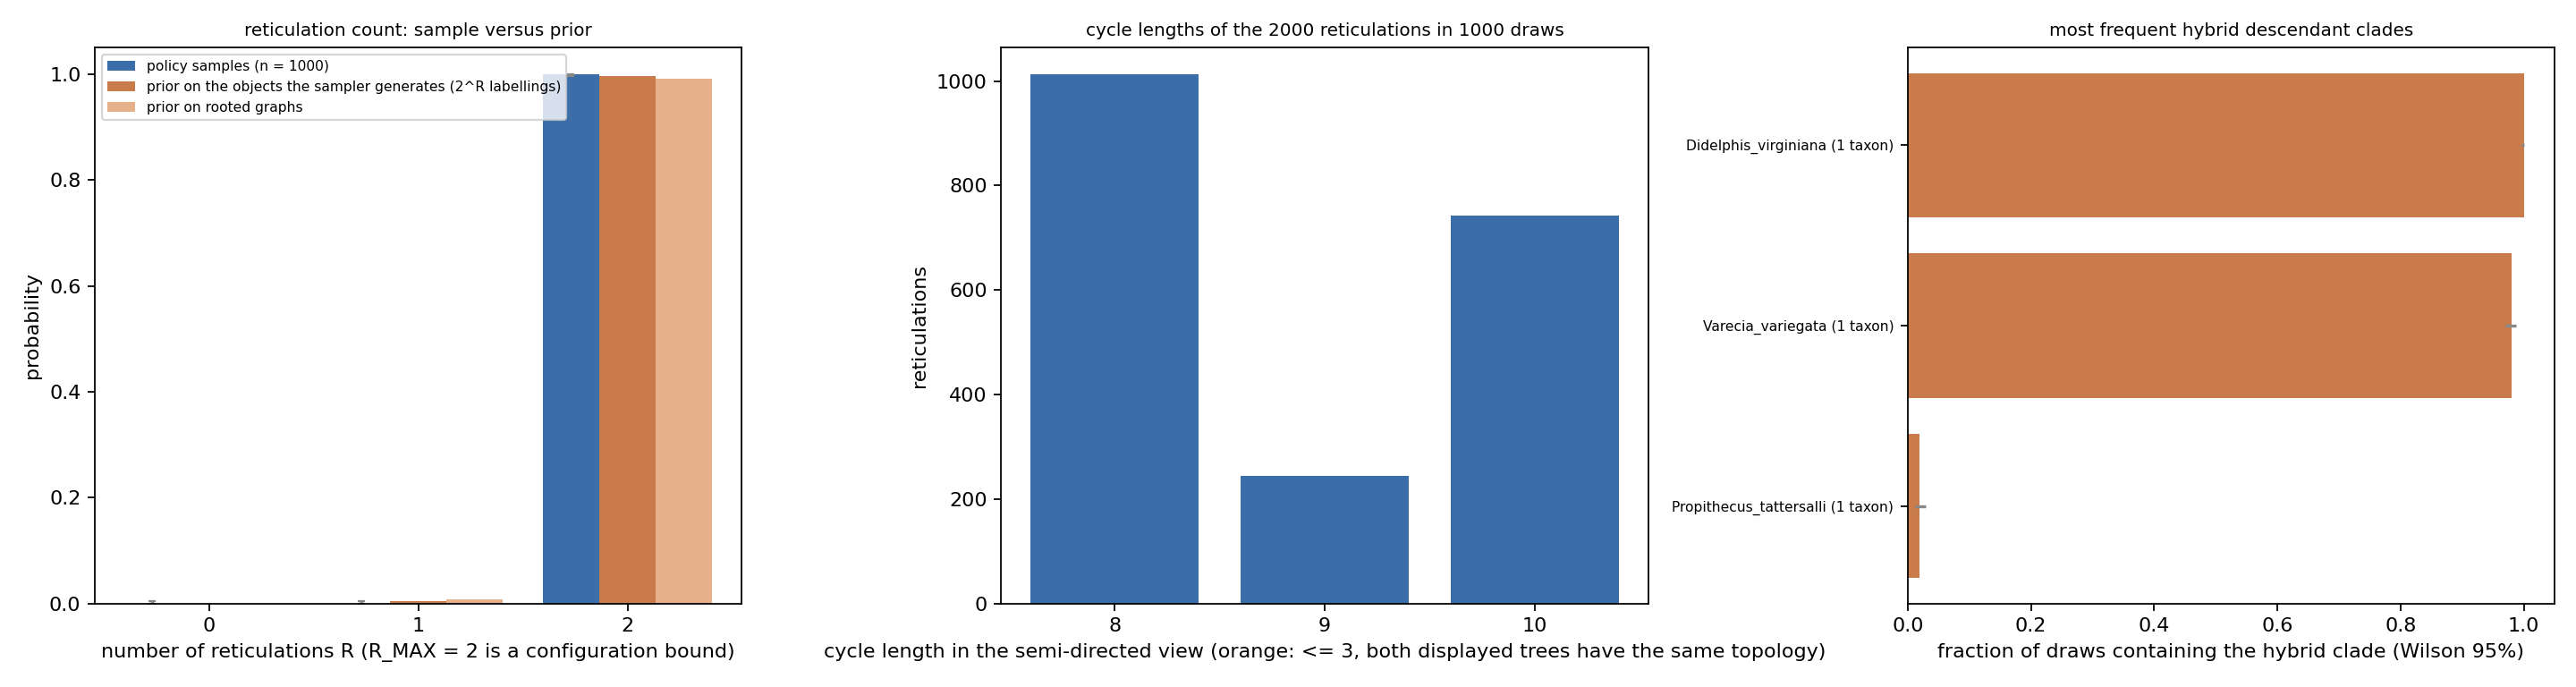 reticulation count: sample versus prior
policy samples (n = 1000)
prior on the objects the sampler generates (2^R labellings)
prior on rooted graphs
probability
1.0
0.8
0.6
0.4
0.2
0.0
0 1 2
number of reticulations R (R_MAX = 2 is a configuration bound)
cycle lengths of the 2000 reticulations in 1000 draws
reticulations
1000
800
600
400
200
0
8 9 10
cycle length in the semi-directed view (orange: <= 3, both displayed trees have the same topology)
most frequent hybrid descendant clades
Didelphis_virginiana (1 taxon)
Varecia_variegata (1 taxon)
Propithecus_tattersalli (1 taxon)
0.0 0.2 0.4 0.6 0.8 1.0
fraction of draws containing the hybrid clade (Wilson 95%)